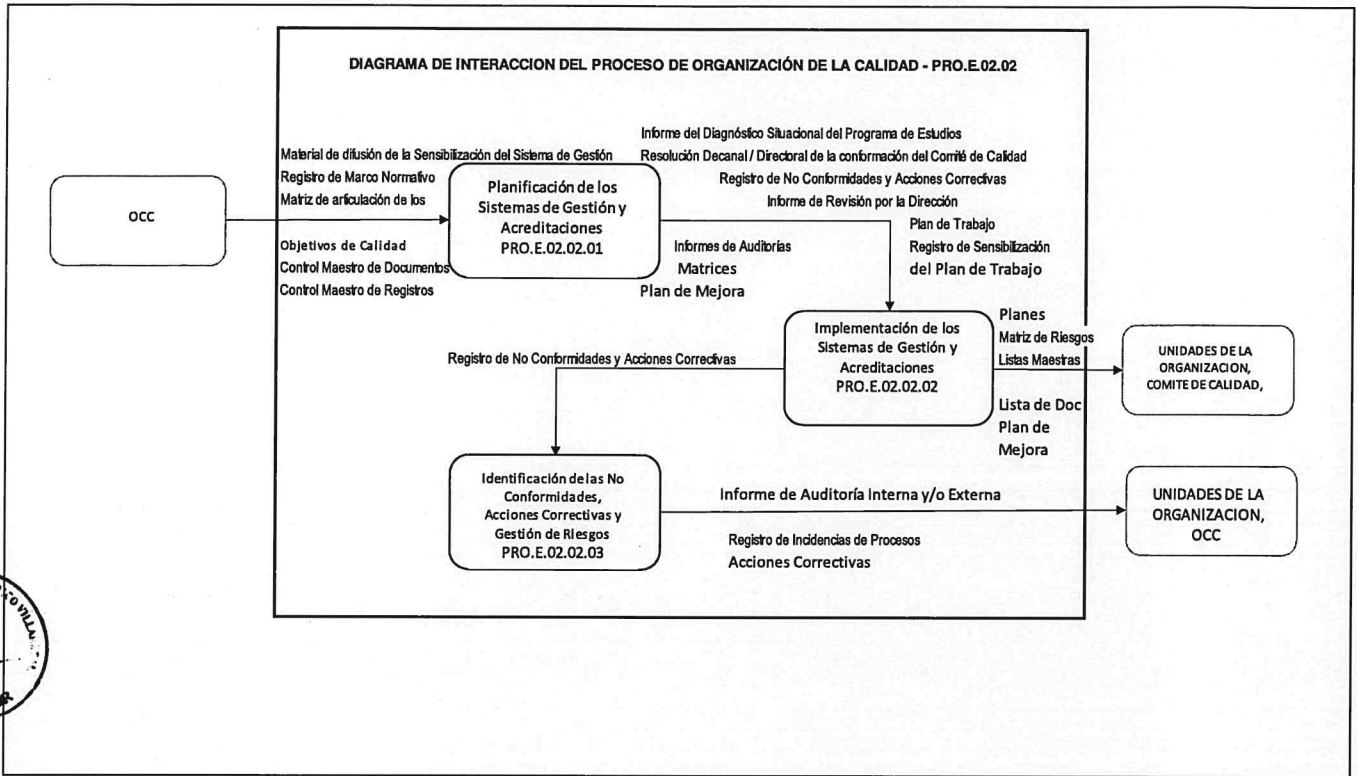 DIAGRAMA DE INTERACCION DEL PROCESO DE ORGANIZACIÓN DE LA CALIDAD - PRO.E.02.02
OCC
Material de difusión de la Sensibilización del Sistema de Gestión
Registro de Marco Normativo
Matriz de articulación de los
Objetivos de Calidad
Control Maestro de Documentos
Control Maestro de Registros
Planificación de los
Sistemas de Gestión y
Acreditaciones
PRO.E.02.02.01
Informe del Diagnóstico Situacional del Programa de Estudios
Resolución Decanal / Directoral de la conformación del Comité de Calidad
Registro de No Conformidades y Acciones Correctivas
Informe de Revisión por la Dirección
Plan de Trabajo
Registro de Sensibilización
del Plan de Trabajo
Informes de Auditorías
Matrices
Plan de Mejora
Implementación de los
Sistemas de Gestión y
Acreditaciones
PRO.E.02.02.02
Planes
Matriz de Riesgos
Listas Maestras
Lista de Doc
Plan de
Mejora
UNIDADES DE LA
ORGANIZACION,
COMITE DE CALIDAD,
Registro de No Conformidades y Acciones Correctivas
Identificación de las No
Conformidades,
Acciones Correctivas y
Gestión de Riesgos
PRO.E.02.02.03
Informe de Auditoría Interna y/o Externa
Registro de Incidencias de Procesos
Acciones Correctivas
UNIDADES DE LA
ORGANIZACION,
OCC